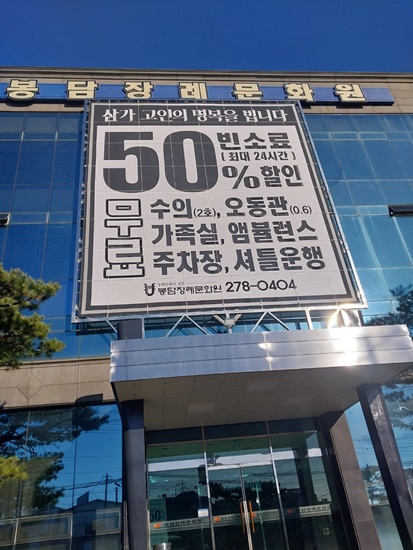 봉담장례문화원
삼가 고인의 명복을 빕니다
50% 빈소료
(최대 24시간)
할인
무료
수의(2호), 오동관(0.6)
가족실, 앰뷸런스
주차장, 셔틀운행
봉담장례문화원 278-0404